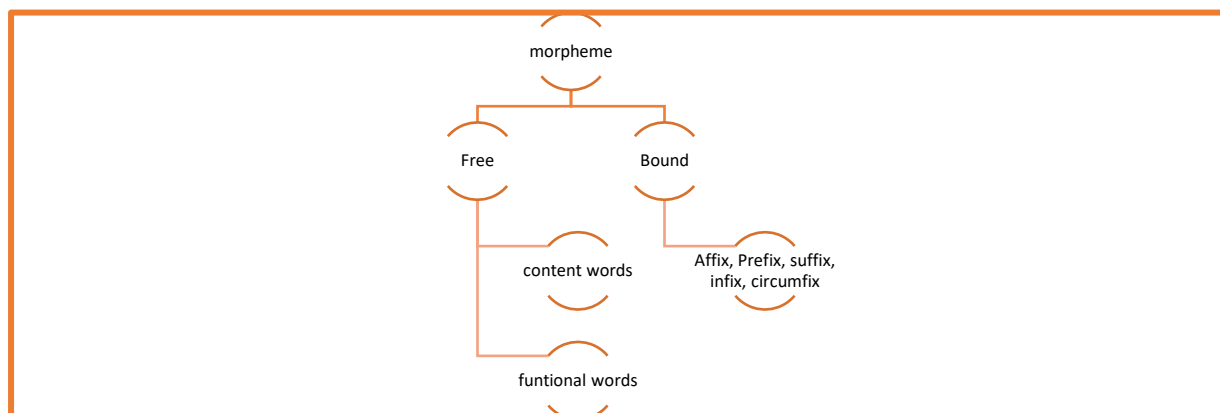 morpheme
Free
Bound
content words
Affix, Prefix, suffix,
infix, circumfix
funtional words